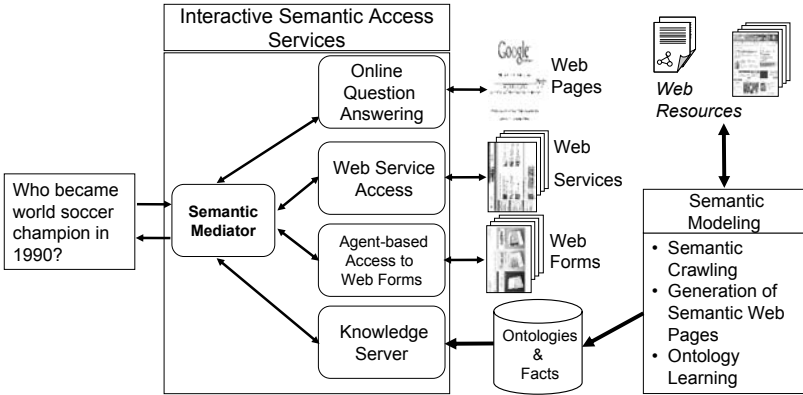 Interactive Semantic Access
Services
Who became
world soccer
champion in
1990?
Semantic
Mediator
Online
Question
Answering
Web Service
Access
Agent-based
Access to
Web Forms
Knowledge
Server
Google
Web
Pages
Web
Services
Web
Forms
Ontologies
&
Facts
Web
Resources
Semantic
Modeling
• Semantic
Crawling
• Generation of
Semantic Web
Pages
• Ontology
Learning